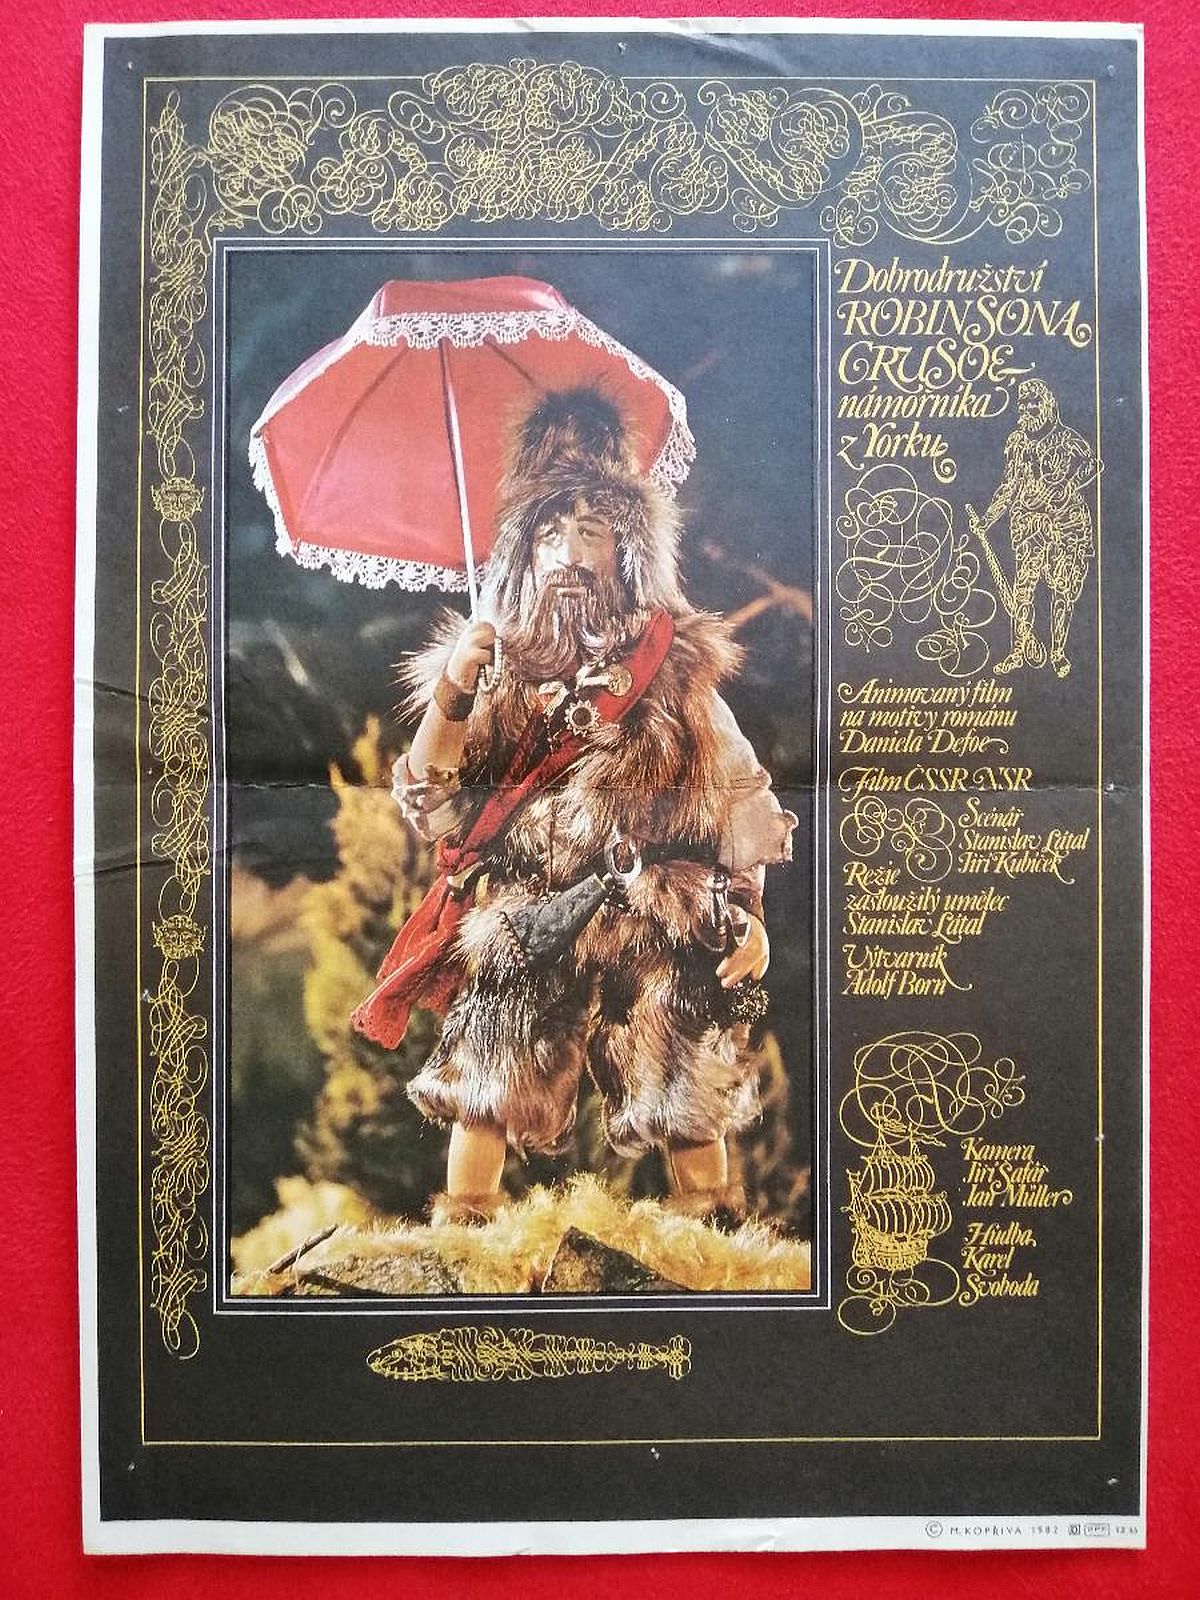 Dobrodružství
ROBINSONA
CRUSOE,
námořníka
z Yorku
Animovaný film
na motivy románu
Daniela Defoe
Film ČSSR-NSR
Scénář
Stanislav Látal
Jiří Kubíček
Režie
zasloužilý umělec
Stanislav Látal
Výtvarník
Adolf Born
Kamera
Jiří Šafář
Jan Müller
Hudba
Karel
Svoboda
© M. KOPŘIVA 1982